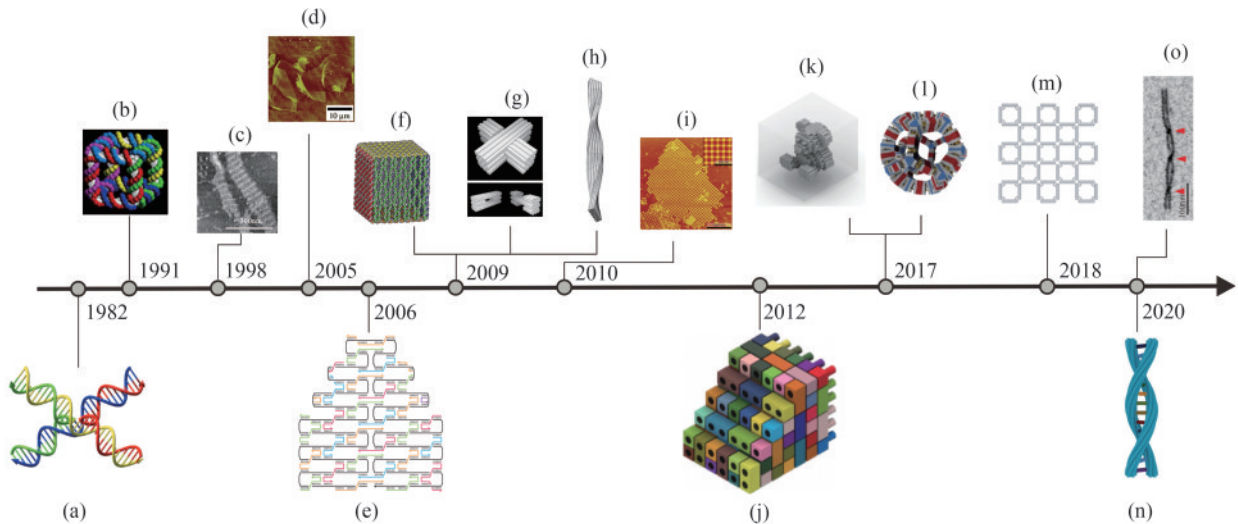 (d)
(h)
(o)
(b)
(g)
(k)
(m)
(f)
(l)
(c)
(i)
10 μm
1991
1998
2005
2009
2010
2017
2018
1982
2006
2012
2020
(a)
(e)
(j)
(n)